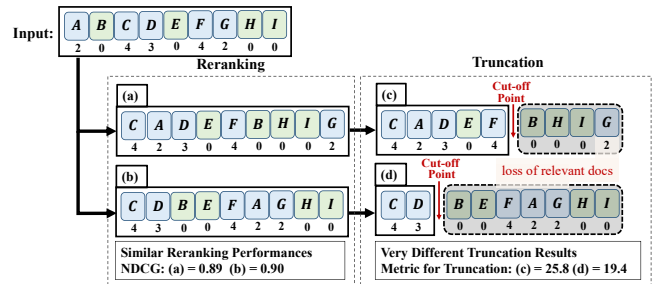 Input:
A B C D E F G H I
2 0 4 3 0 4 2 0 0
Reranking
Truncation
(a)
C A D E F B H I G
4 2 3 0 4 0 0 0 2
(c)
Cut-off
Point
C A D E F B H I G
4 2 3 0 4 0 0 0 2
loss of relevant docs
(b)
C D B E F A G H I
4 3 0 0 4 2 2 0 0
Cut-off
Point
(d)
C D B E F A G H I
4 3 0 0 4 2 2 0 0
Similar Reranking Performances
NDCG: (a) = 0.89 (b) = 0.90
Very Different Truncation Results
Metric for Truncation: (c) = 25.8 (d) = 19.4